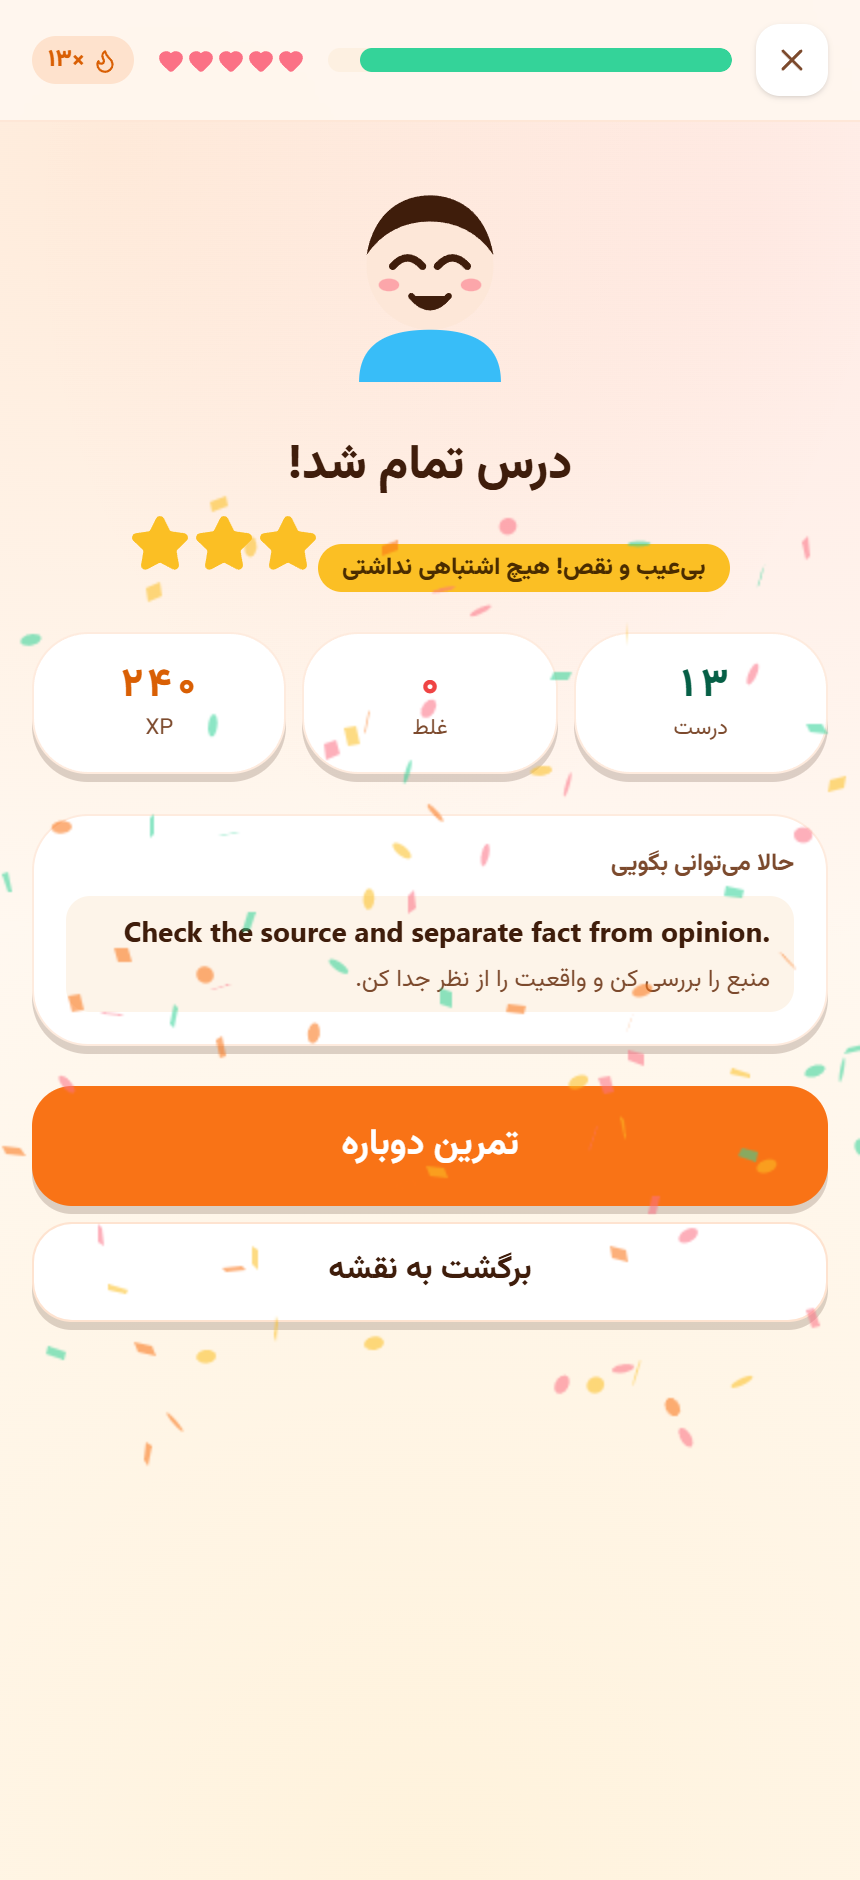 ۱۳×
درس تمام شد!
بی‌عیب و نقص! هیچ اشتباهی نداشتی
۱۳
درست
۰
غلط
۲۴۰
XP
حالا می‌توانی بگویی
Check the source and separate fact from opinion.
منبع را بررسی کن و واقعیت را از نظر جدا کن.
تمرین دوباره
برگشت به نقشه